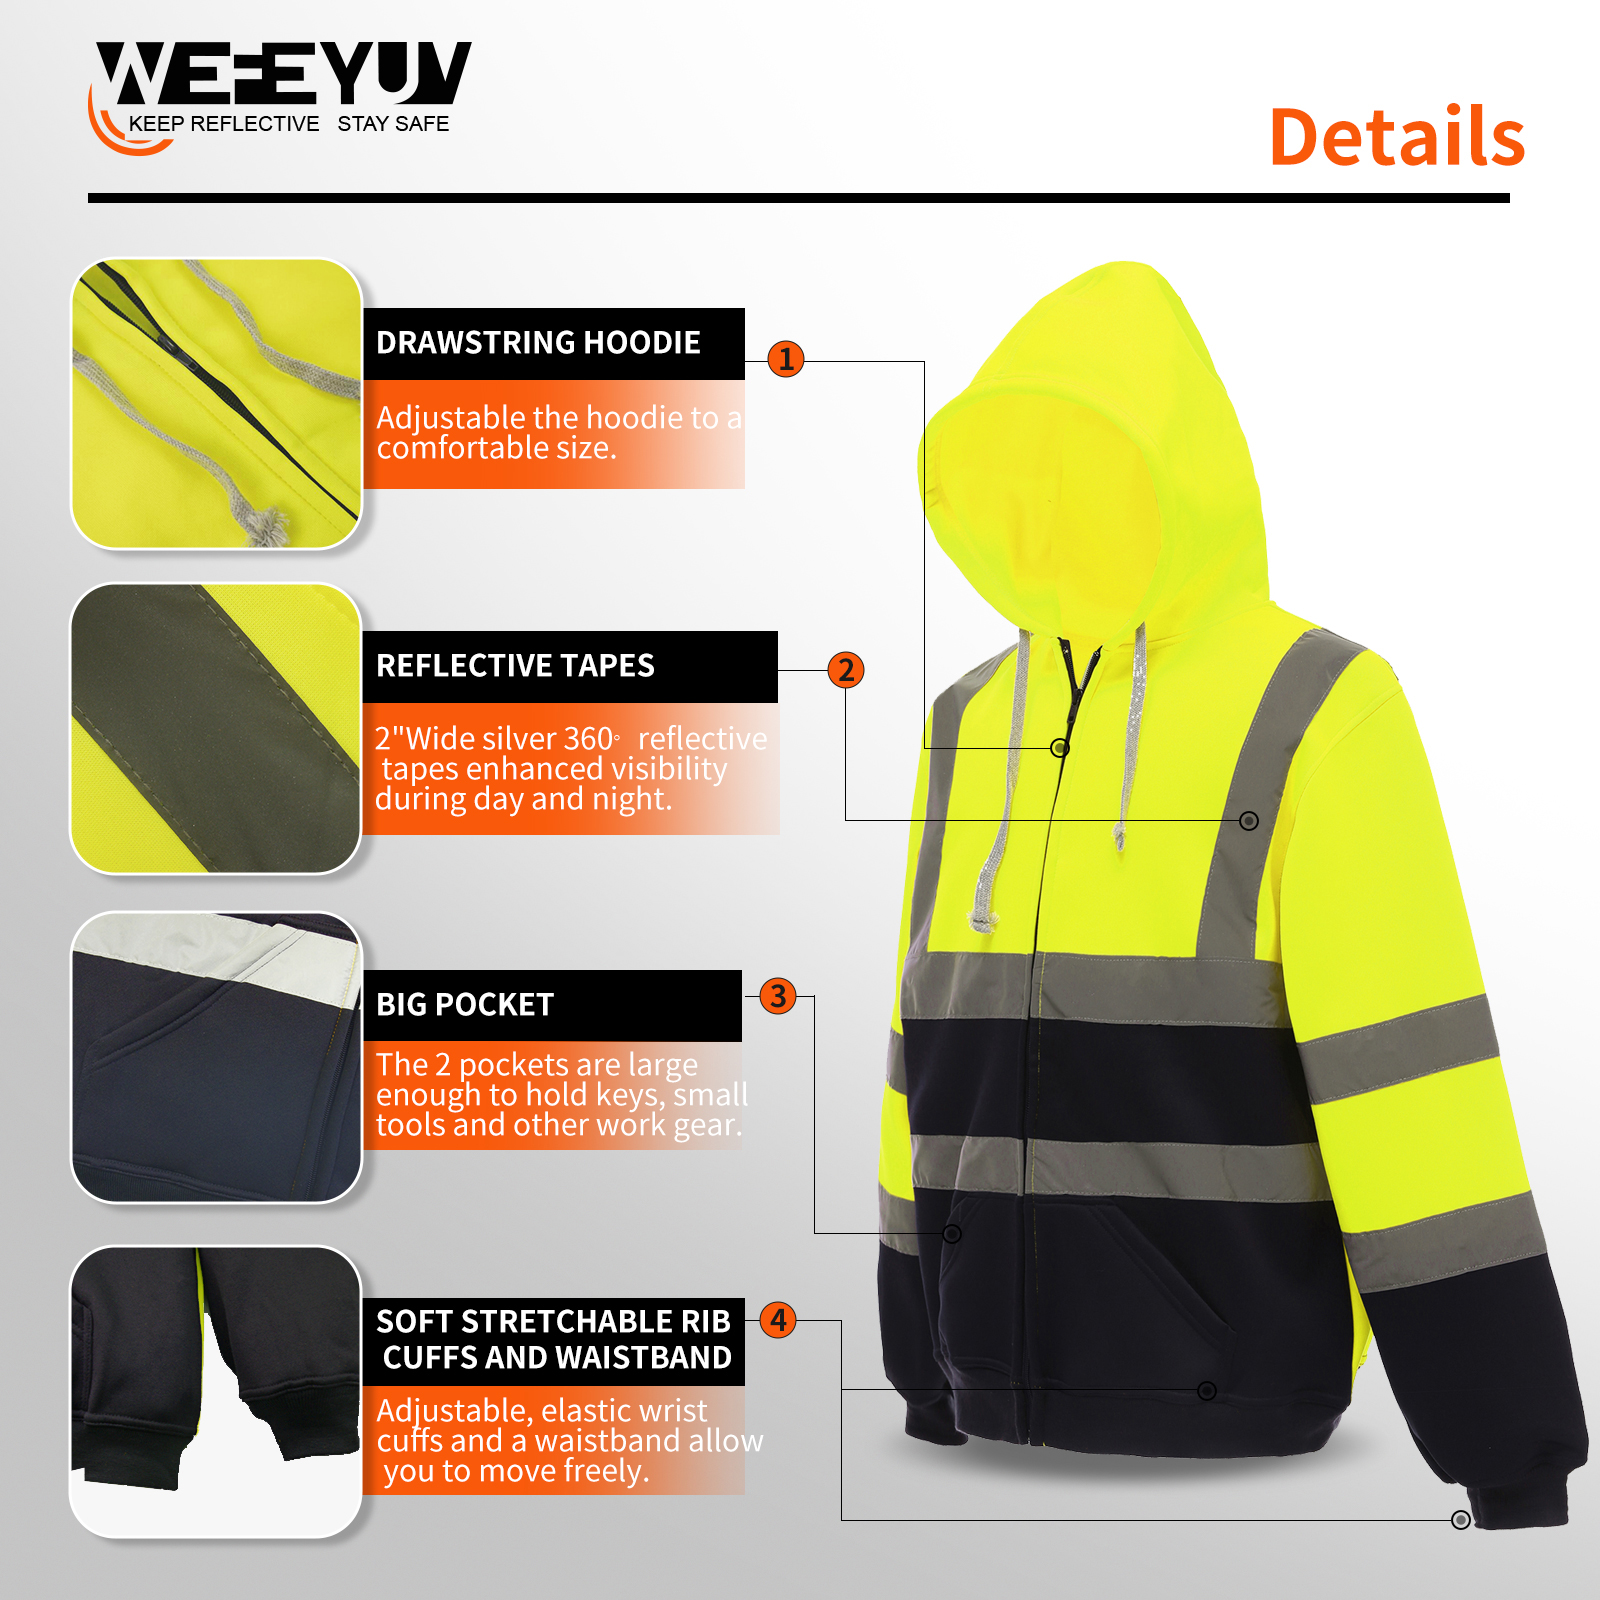 WEFEYUV
KEEP REFLECTIVE STAY SAFE
Details
DRAWSTRING HOODIE
Adjustable the hoodie to a
comfortable size.
1
REFLECTIVE TAPES
2"Wide silver 360° reflective
tapes enhanced visibility
during day and night.
2
BIG POCKET
The 2 pockets are large
enough to hold keys, small
tools and other work gear.
3
SOFT STRETCHABLE RIB
CUFFS AND WAISTBAND
Adjustable, elastic wrist
cuffs and a waistband allow
you to move freely.
4